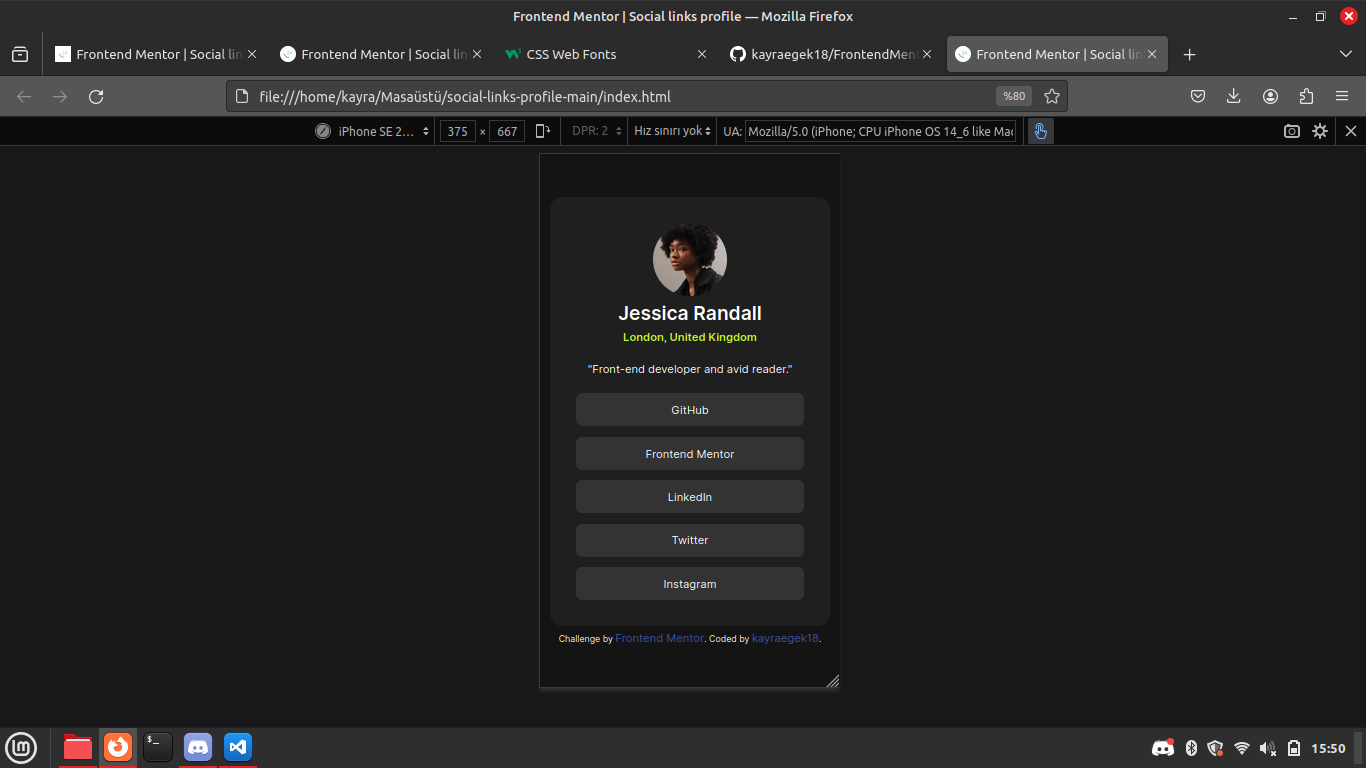 Frontend Mentor | Social links profile — Mozilla Firefox
Frontend Mentor | Social lin
Frontend Mentor | Social lin
CSS Web Fonts
kayraegek18/FrontendMen
Frontend Mentor | Social lin
file:///home/kayra/Masaüstü/social-links-profile-main/index.html
%80
iPhone SE 2...
375 × 667
DPR: 2
Hız sınırı yok
UA: Mozilla/5.0 (iPhone; CPU iPhone OS 14_6 like Mac
Jessica Randall
London, United Kingdom
"Front-end developer and avid reader."
GitHub
Frontend Mentor
LinkedIn
Twitter
Instagram
Challenge by Frontend Mentor. Coded by kayraegek18.
15:50